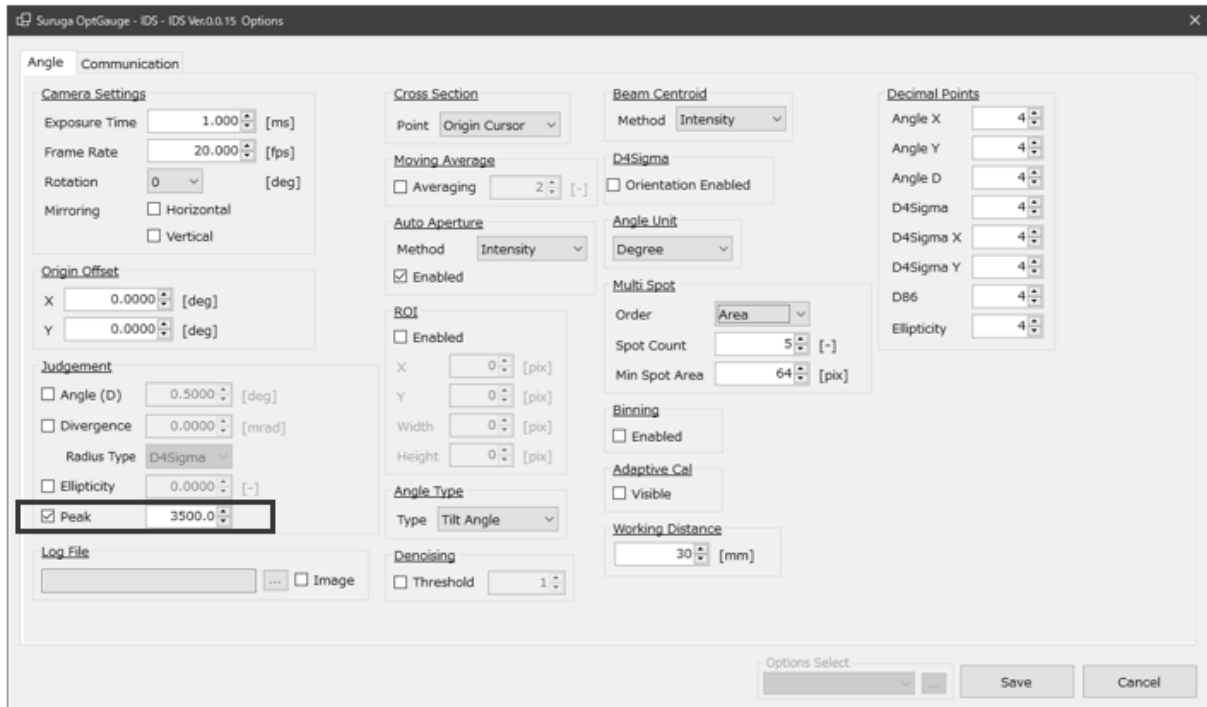 Suruga OptGauge - IDS - IDS Ver.0.0.15 Options
Angle Communication
Camera Settings
Exposure Time 1.000 [ms]
Frame Rate 20.000 [fps]
Rotation 0 [deg]
Mirroring Horizontal
Vertical
Origin Offset
X 0.0000 [deg]
Y 0.0000 [deg]
Judgement
Angle (D) 0.5000 [deg]
Divergence 0.0000 [mrad]
Radius Type D4Sigma
Ellipticity 0.0000 [-]
Peak 3500.0
Log File
... Image
Cross Section
Point Origin Cursor
Moving Average
Averaging 2 [-]
Auto Aperture
Method Intensity
Enabled
ROI
Enabled
X 0 [pix]
Y 0 [pix]
Width 0 [pix]
Height 0 [pix]
Angle Type
Type Tilt Angle
Denoising
Threshold 1
Beam Centroid
Method Intensity
D4Sigma
Orientation Enabled
Angle Unit
Degree
Multi Spot
Order Area
Spot Count 5 [-]
Min Spot Area 64 [pix]
Binning
Enabled
Adaptive Cal
Visible
Working Distance
30 [mm]
Decimal Points
Angle X 4
Angle Y 4
Angle D 4
D4Sigma 4
D4Sigma X 4
D4Sigma Y 4
D86 4
Ellipticity 4
Options Select
...
Save Cancel